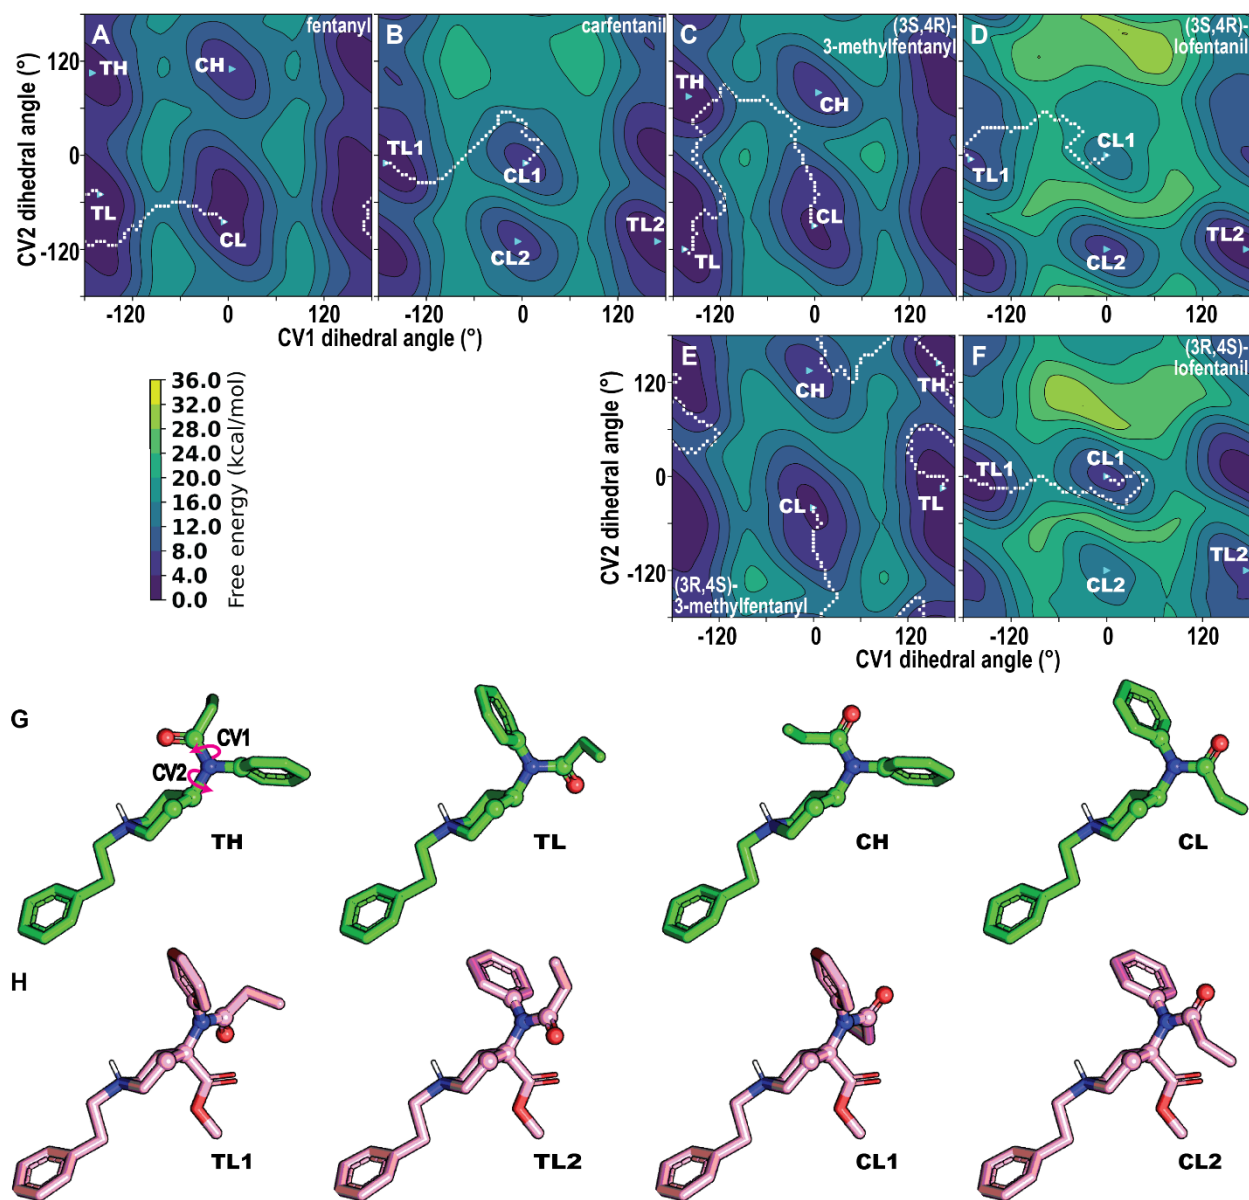 A
fentanyl
TH
CH
TL
CL
B
carfentanil
TL1
CL1
TL2
CL2
C
(3S,4R)-
3-methylfentanyl
TH
CH
CL
TL
D
(3S,4R)-
lofentanil
TL1
CL1
TL2
CL2
120
0
-120
CV2 dihedral angle (°)
-120 0 120
-120 0 120
-120 0 120
-120 0 120
CV1 dihedral angle (°)
36.0
32.0
28.0
24.0
20.0
16.0
12.0
8.0
4.0
0.0
Free energy (kcal/mol)
E
CH
TH
CL
TL
(3R,4S)-
3-methylfentanyl
F
(3R,4S)-
lofentanil
TL1
CL1
TL2
CL2
120
0
-120
CV2 dihedral angle (°)
-120 0 120
-120 0 120
CV1 dihedral angle (°)
G
CV1
CV2
TH
TL
CH
CL
H
TL1
TL2
CL1
CL2